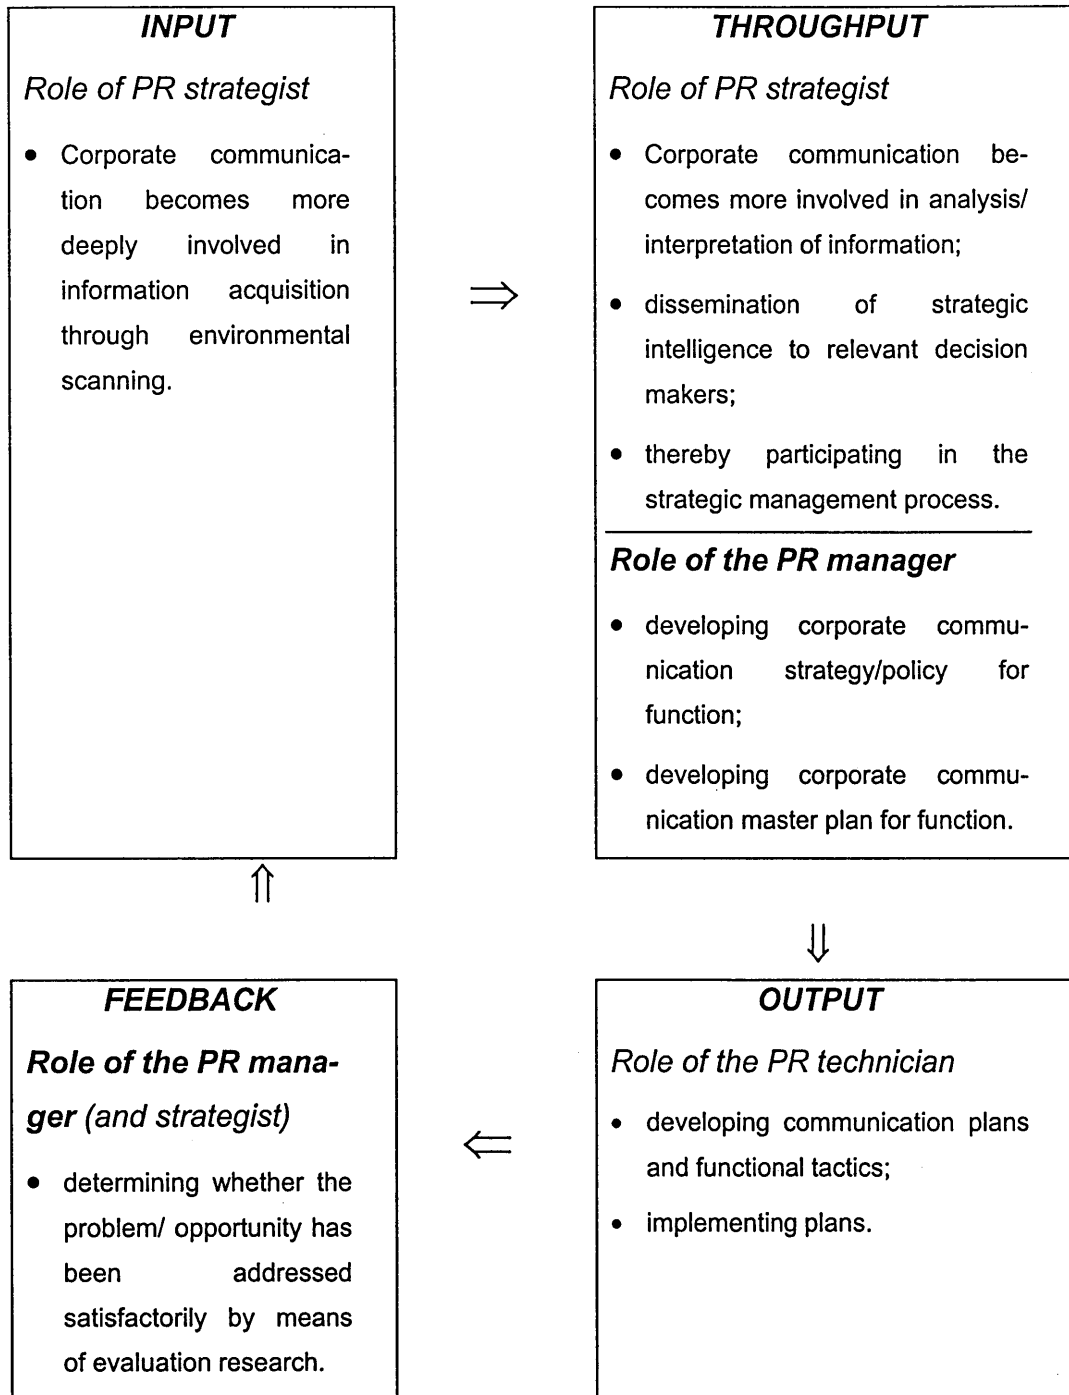 INPUT
Role of PR strategist
• Corporate communica-
tion becomes more
deeply involved in
information acquisition
through environmental
scanning.
⇒
THROUGHPUT
Role of PR strategist
• Corporate communication be-
comes more involved in analysis/
interpretation of information;
• dissemination of strategic
intelligence to relevant decision
makers;
• thereby participating in the
strategic management process.
Role of the PR manager
• developing corporate commu-
nication strategy/policy for
function;
• developing corporate commu-
nication master plan for function.
⇑
⇓
FEEDBACK
Role of the PR mana-
ger (and strategist)
• determining whether the
problem/ opportunity has
been addressed
satisfactorily by means
of evaluation research.
⇐
OUTPUT
Role of the PR technician
• developing communication plans
and functional tactics;
• implementing plans.